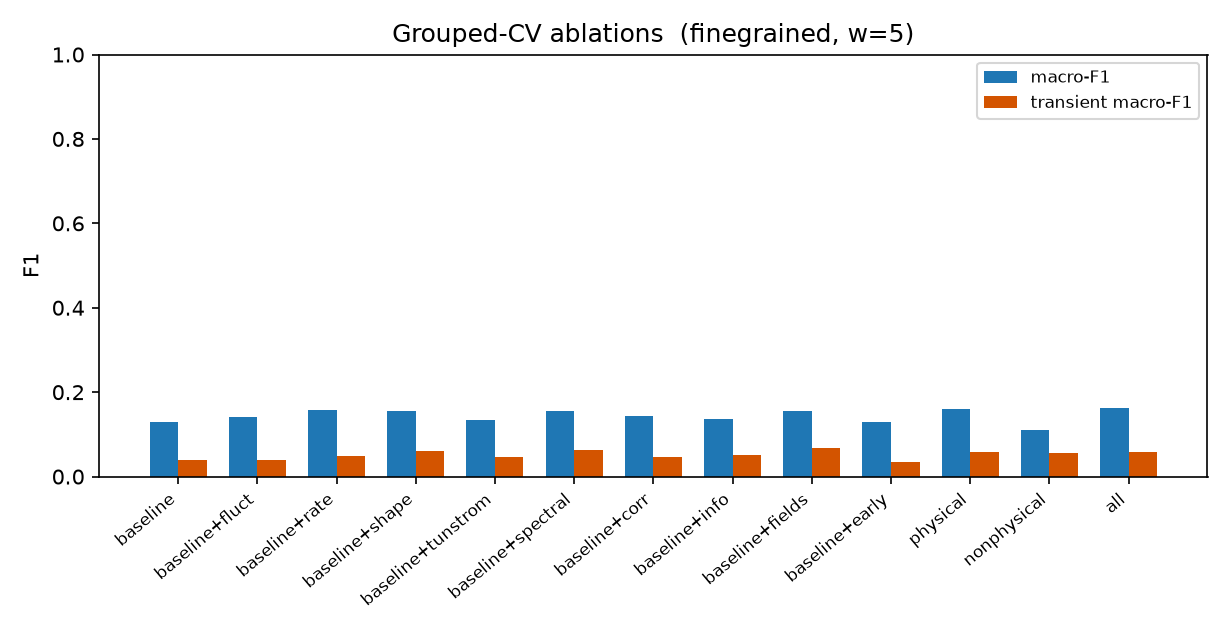 Grouped-CV ablations  (finegrained, w=5)
macro-F1
transient macro-F1
F1
1.0
0.8
0.6
0.4
0.2
0.0
baseline
baseline+fluct
baseline+rate
baseline+shape
baseline+tunstrom
baseline+spectral
baseline+corr
baseline+info
baseline+fields
baseline+early
physical
nonphysical
all